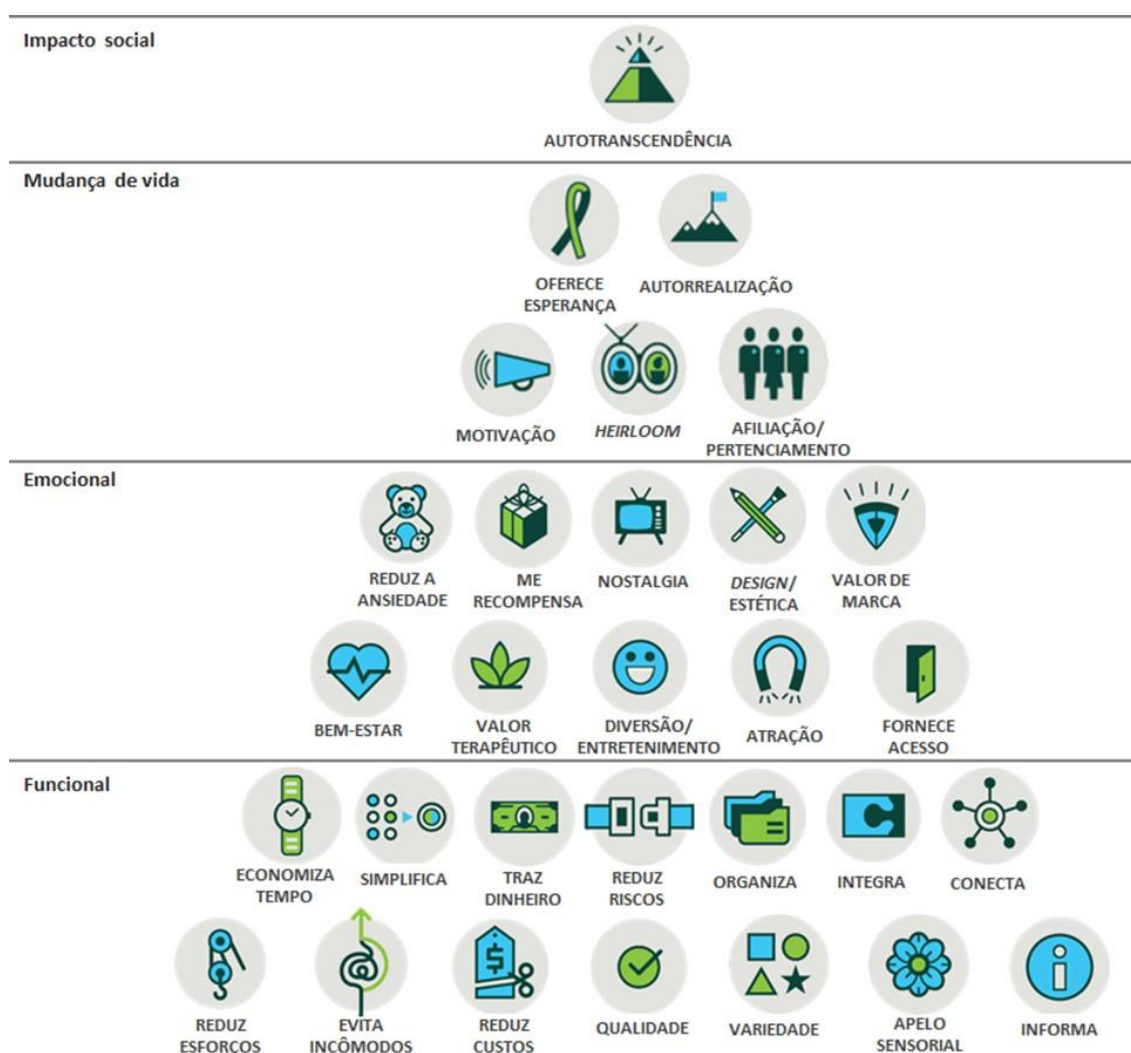 Impacto social
AUTOTRANSCENDÊNCIA
Mudança de vida
OFERECE
ESPERANÇA
AUTORREALIZAÇÃO
MOTIVAÇÃO
HEIRLOOM
AFILIAÇÃO/
PERTENCIAMENTO
Emocional
REDUZ A
ANSIEDADE
ME
RECOMPENSA
NOSTALGIA
DESIGN/
ESTÉTICA
VALOR DE
MARCA
BEM-ESTAR
VALOR
TERAPÊUTICO
DIVERSÃO/
ENTRETENIMENTO
ATRAÇÃO
FORNECE
ACESSO
Funcional
ECONOMIZA
TEMPO
SIMPLIFICA
TRAZ
DINHEIRO
REDUZ
RISCOS
ORGANIZA
INTEGRA
CONECTA
REDUZ
ESFORÇOS
EVITA
INCÔMODOS
$
REDUZ
CUSTOS
QUALIDADE
VARIEDADE
APELO
SENSORIAL
i
INFORMA